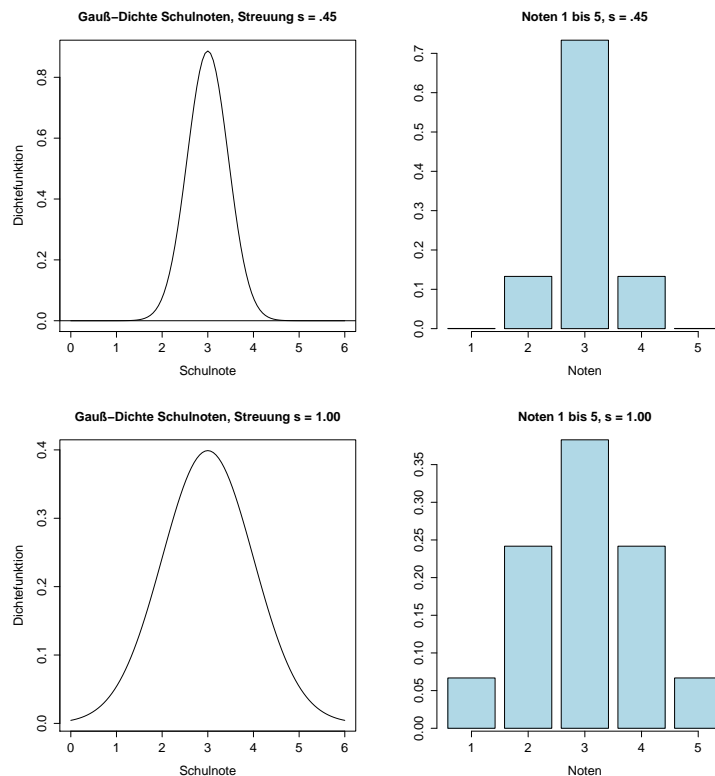 Gauß−Dichte Schulnoten, Streuung s = .45
Dichtefunktion
0.0 0.2 0.4 0.6 0.8
0 1 2 3 4 5 6
Schulnote
Noten 1 bis 5, s = .45
0.0 0.1 0.2 0.3 0.4 0.5 0.6 0.7
1 2 3 4 5
Noten
Gauß−Dichte Schulnoten, Streuung s = 1.00
Dichtefunktion
0.0 0.1 0.2 0.3 0.4
0 1 2 3 4 5 6
Schulnote
Noten 1 bis 5, s = 1.00
0.00 0.05 0.10 0.15 0.20 0.25 0.30 0.35
1 2 3 4 5
Noten